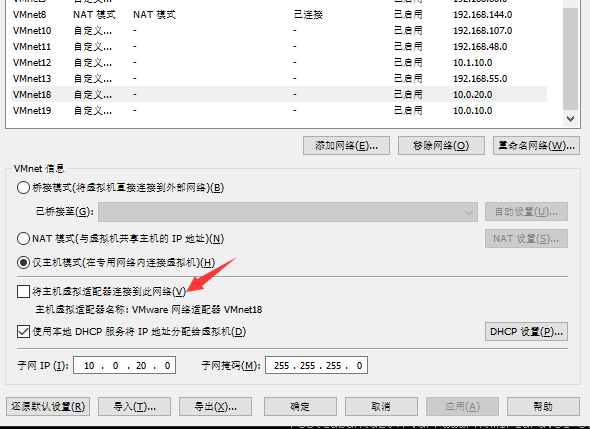 VMnet8 NAT 模式 NAT 模式 已连接 已启用 192.168.144.0
VMnet10 自定义... - - 已启用 192.168.107.0
VMnet11 自定义... - - 已启用 192.168.48.0
VMnet12 自定义... - - 已启用 10.1.10.0
VMnet13 自定义... - - 已启用 192.168.55.0
VMnet18 自定义... - - 已启用 10.0.20.0
VMnet19 自定义... - - 已启用 10.0.10.0
添加网络(E)... 移除网络(O) 重命名网络(W)...
VMnet 信息
桥接模式(将虚拟机直接连接到外部网络)(B)
已桥接至(G): 自动设置(U)...
NAT 模式(与虚拟机共享主机的 IP 地址)(N) NAT 设置(S)...
仅主机模式(在专用网络内连接虚拟机)(H)
将主机虚拟适配器连接到此网络(V)
主机虚拟适配器名称: VMware 网络适配器 VMnet18
使用本地 DHCP 服务将 IP 地址分配给虚拟机(D) DHCP 设置(P)...
子网 IP (I): 10 . 0 . 20 . 0 子网掩码(M): 255 . 255 . 255 . 0
还原默认设置(R) 导入(T)... 导出(X)... 确定 取消 应用(A) 帮助